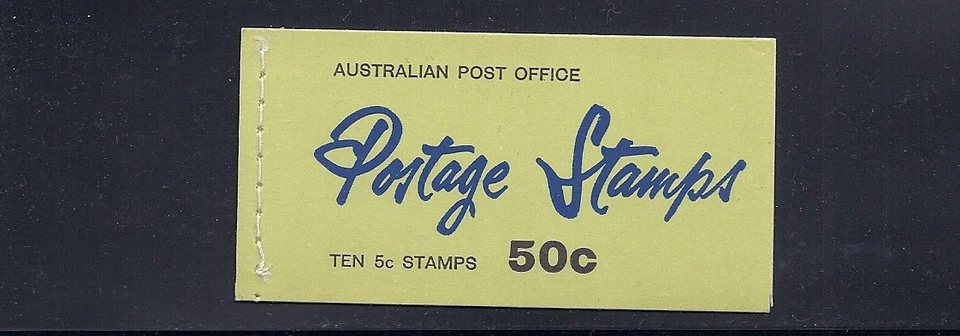 AUSTRALIAN POST OFFICE
Postage Stamps
TEN 5c STAMPS 50c